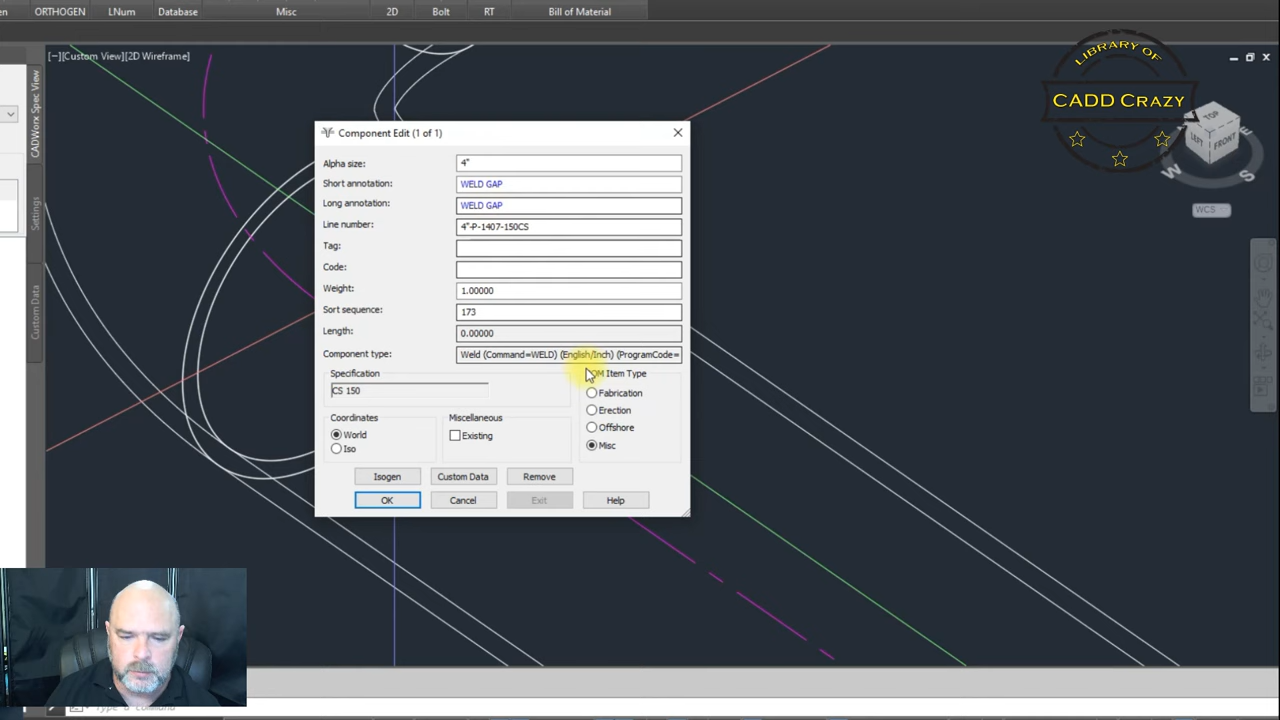 ORTHOGEN LNum Database Misc 2D Bolt RT Bill of Material
[−][Custom View][2D Wireframe]
LIBRARY OF
CADD Crazy
TOP
LEFT
FRONT
W
S
WCS
CADWorx Spec View
Settings
Custom Data
Component Edit (1 of 1)
Alpha size: 4"
Short annotation: WELD GAP
Long annotation: WELD GAP
Line number: 4"-P-1407-150CS
Tag:
Code:
Weight: 1.00000
Sort sequence: 173
Length: 0.00000
Component type: Weld (Command=WELD) (English/Inch) (ProgramCode=
Specification
CS 150
Item Type
Fabrication
Erection
Offshore
Misc
Coordinates
World
Iso
Miscellaneous
Existing
Isogen Custom Data Remove
OK Cancel Exit Help